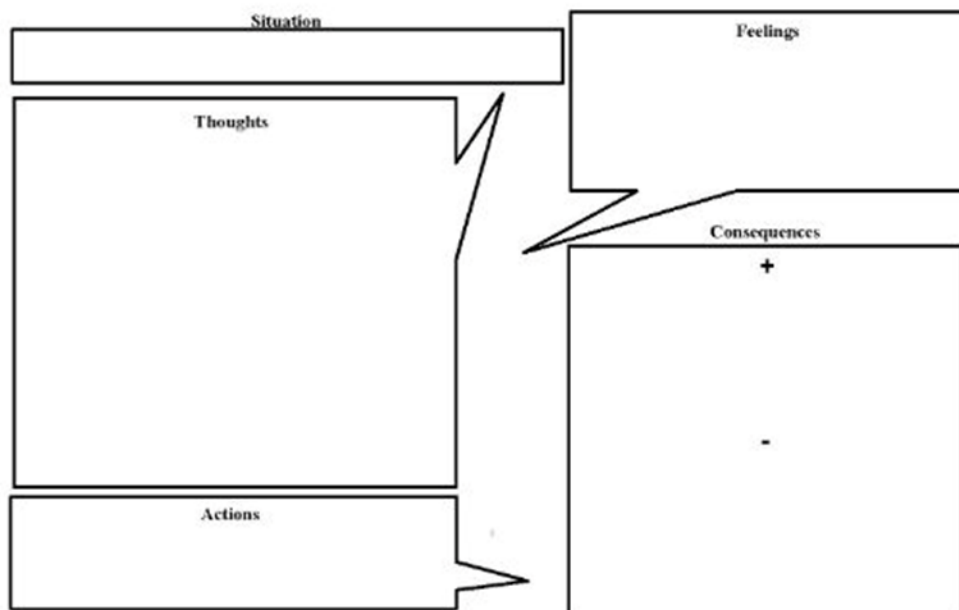 Situation
Feelings
Thoughts
Consequences
+
-
Actions